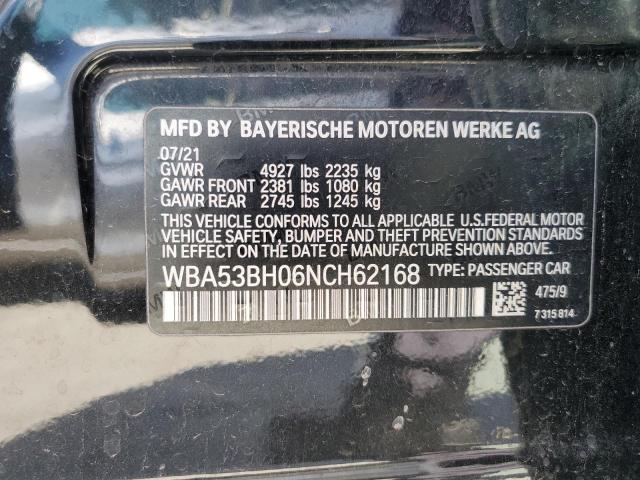 MFD BY BAYERISCHE MOTOREN WERKE AG
07/21
GVWR 4927 lbs 2235 kg
GAWR FRONT 2381 lbs 1080 kg
GAWR REAR 2745 lbs 1245 kg
THIS VEHICLE CONFORMS TO ALL APPLICABLE U.S.FEDERAL MOTOR
VEHICLE SAFETY, BUMPER AND THEFT PREVENTION STANDARDS
IN EFFECT ON THE DATE OF MANUFACTURE SHOWN ABOVE.
WBA53BH06NCH62168 TYPE: PASSENGER CAR
475/9
7 315 814